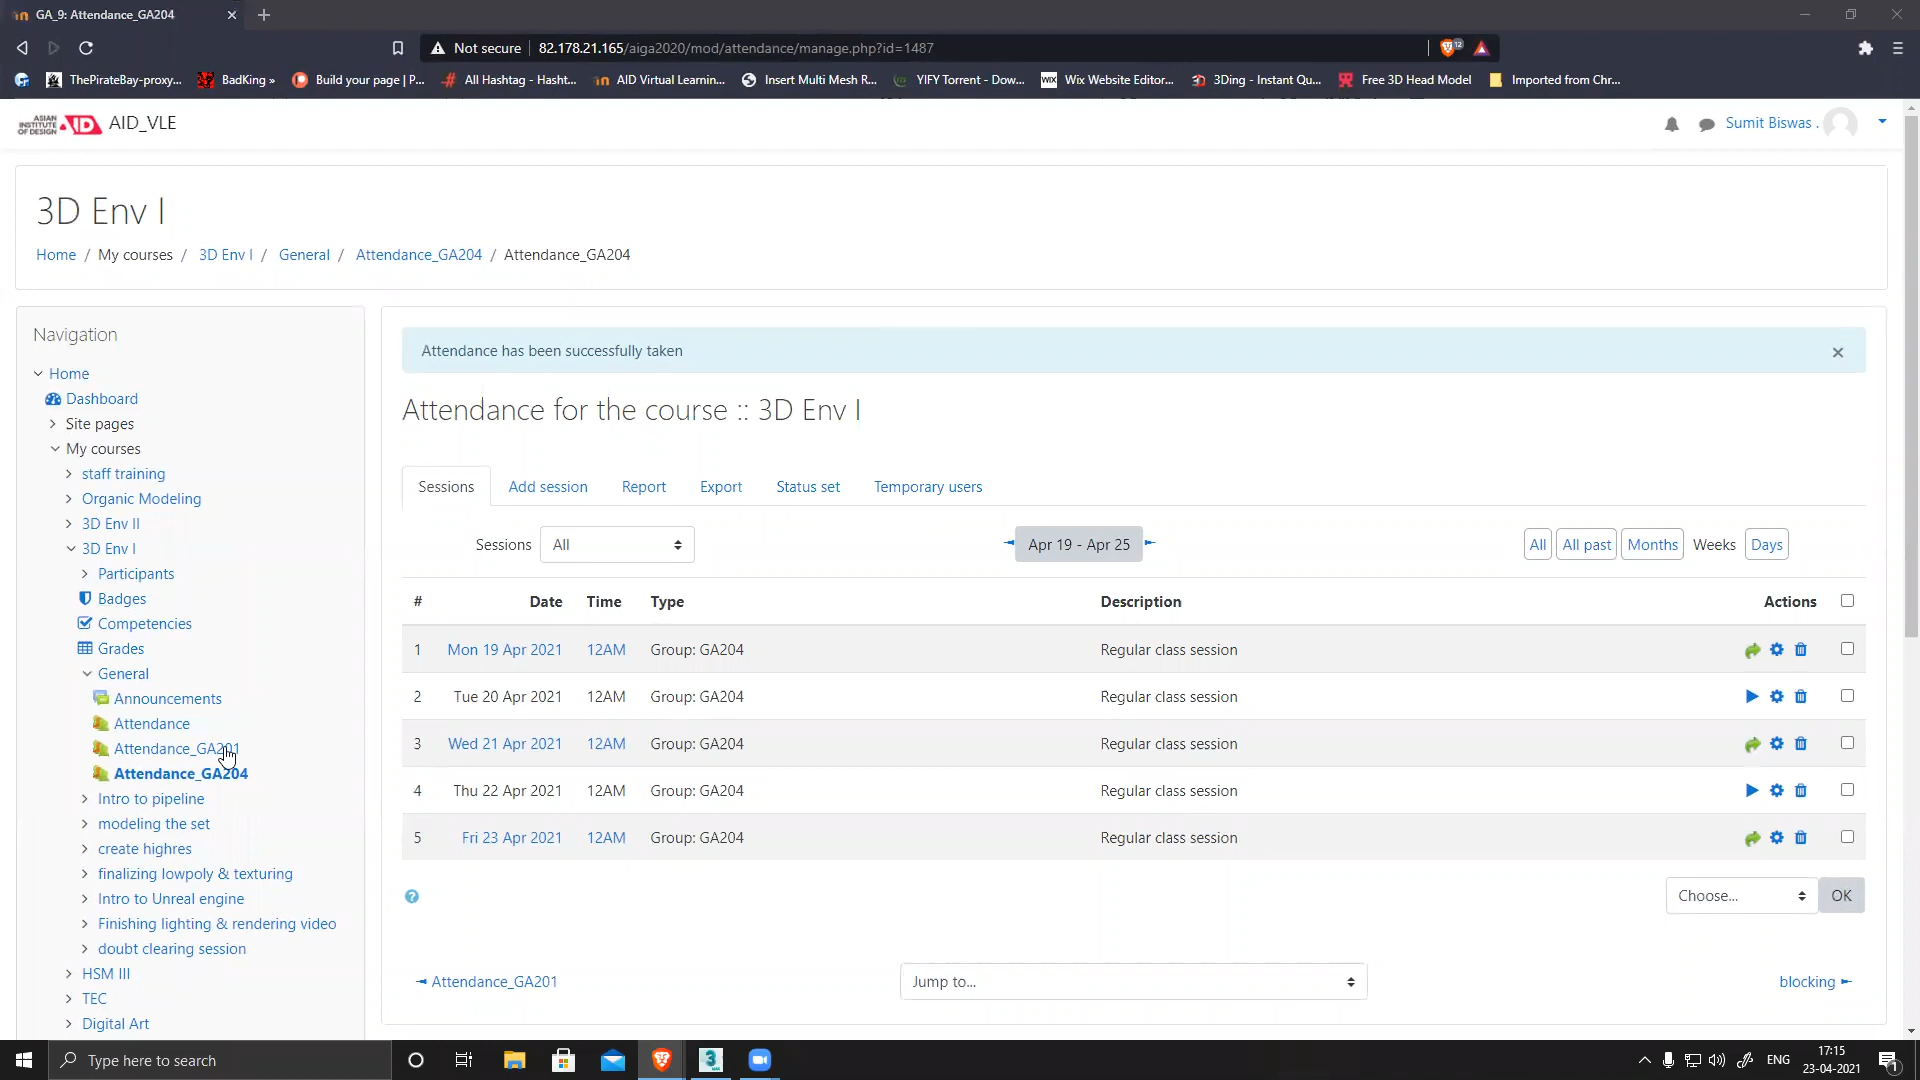 GA_9: Attendance_GA204
Not secure 82.178.21.165/aiga2020/mod/attendance/manage.php?id=1487 12
ThePirateBay-proxy... BadKing » Build your page | P... All Hashtag - Hasht... AID Virtual Learnin... Insert Multi Mesh R... YIFY Torrent - Dow... WiX Wix Website Editor... 3Ding - Instant Qu... Free 3D Head Model Imported from Chr...
ASIAN INSTITUTE OF DESIGN AID AID_VLE Sumit Biswas .
3D Env I
Home / My courses / 3D Env I / General / Attendance_GA204 / Attendance_GA204
Navigation
Home
Dashboard
Site pages
My courses
staff training
Organic Modeling
3D Env II
3D Env I
Participants
Badges
Competencies
Grades
General
Announcements
Attendance
Attendance_GA201
Attendance_GA204
Intro to pipeline
modeling the set
create highres
finalizing lowpoly & texturing
Intro to Unreal engine
Finishing lighting & rendering video
doubt clearing session
HSM III
TEC
Digital Art
Attendance has been successfully taken ×
Attendance for the course :: 3D Env I
Sessions Add session Report Export Status set Temporary users
Sessions All Apr 19 - Apr 25 All All past Months Weeks Days
# Date Time Type Description Actions
1 Mon 19 Apr 2021 12AM Group: GA204 Regular class session
2 Tue 20 Apr 2021 12AM Group: GA204 Regular class session
3 Wed 21 Apr 2021 12AM Group: GA204 Regular class session
4 Thu 22 Apr 2021 12AM Group: GA204 Regular class session
5 Fri 23 Apr 2021 12AM Group: GA204 Regular class session
? Choose... OK
◄ Attendance_GA201 Jump to... blocking ►
Type here to search 3 ENG 17:15
23-04-2021 1